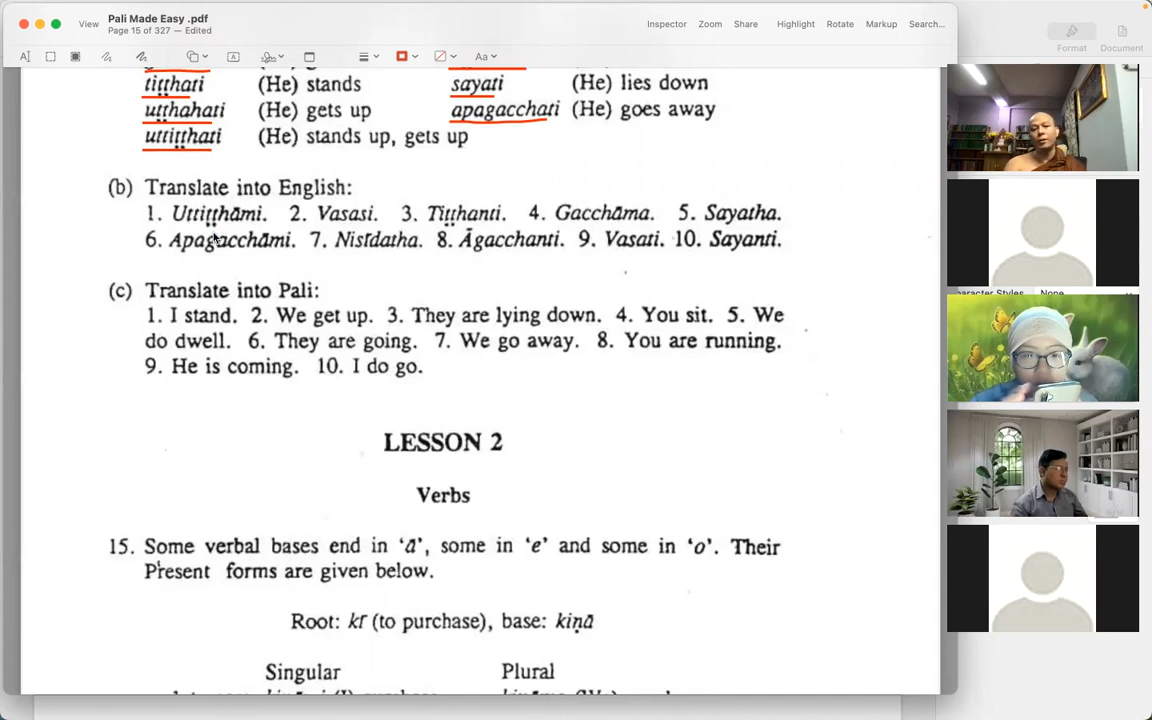 View
Pali Made Easy .pdf
Page 15 of 327 — Edited
Inspector Zoom Share Highlight Rotate Markup Search...
Format Document
tiṭṭhati (He) stands sayati (He) lies down
uṭṭhahati (He) gets up apagacchati (He) goes away
uttiṭṭhati (He) stands up, gets up
(b) Translate into English:
1. Uttiṭṭhāmi. 2. Vasasi. 3. Tiṭṭhanti. 4. Gacchāma. 5. Sayatha.
6. Apagacchāmi. 7. Nisīdatha. 8. Āgacchanti. 9. Vasati. 10. Sayanti.
(c) Translate into Pali:
1. I stand. 2. We get up. 3. They are lying down. 4. You sit. 5. We
do dwell. 6. They are going. 7. We go away. 8. You are running.
9. He is coming. 10. I do go.
LESSON 2
Verbs
15. Some verbal bases end in ‘ā’, some in ‘e’ and some in ‘o’. Their
Present forms are given below.
Root: kī (to purchase), base: kiṇā
Singular Plural